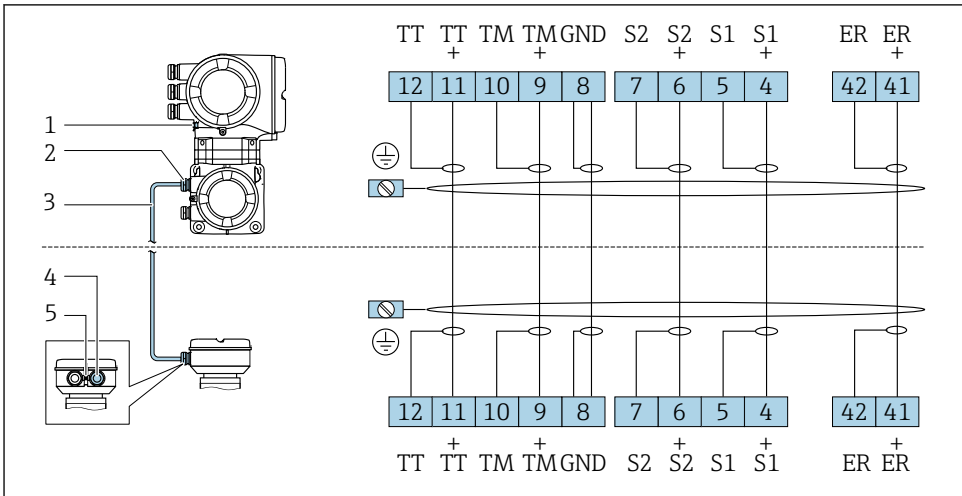 TT TT TM TM GND S2 S2 S1 S1 ER ER
+ + + + +
12 11 10 9 8 7 6 5 4 42 41
1
2
3
4
5
12 11 10 9 8 7 6 5 4 42 41
+ + + + +
TT TT TM TM GND S2 S2 S1 S1 ER ER